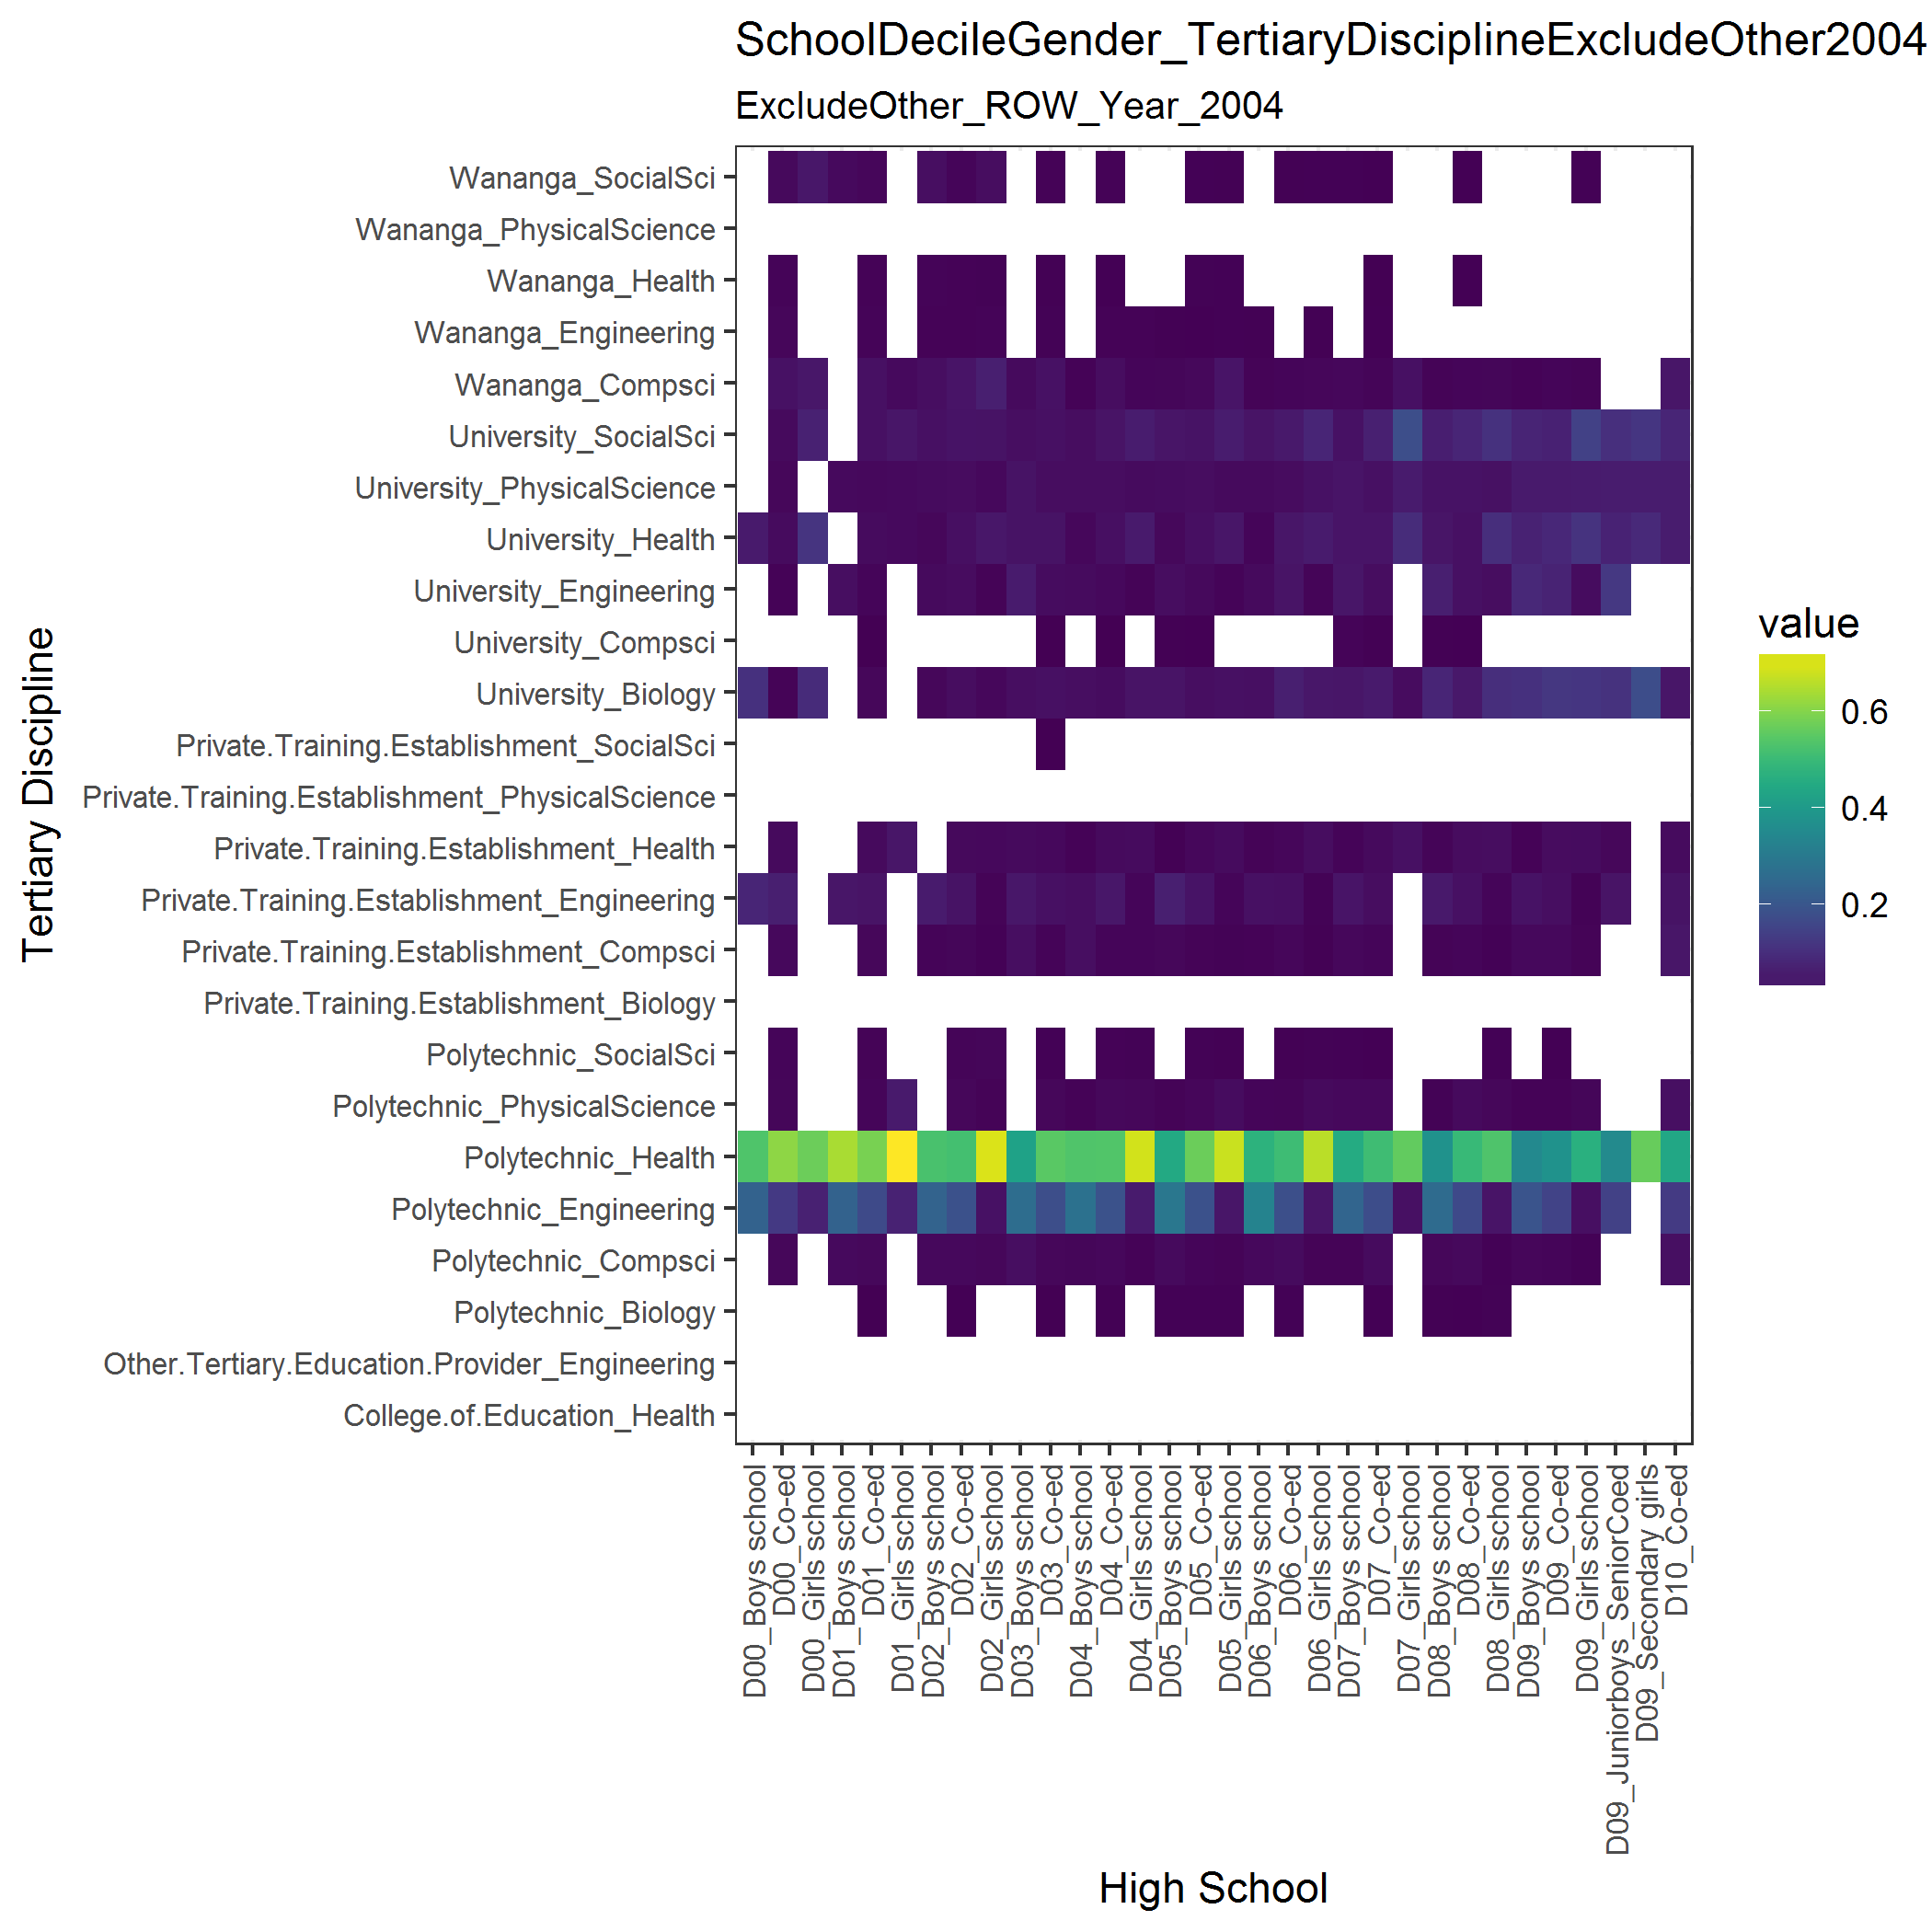 SchoolDecileGender_TertiaryDisciplineExcludeOther2004
ExcludeOther_ROW_Year_2004
Tertiary Discipline
Wananga_SocialSci
Wananga_PhysicalScience
Wananga_Health
Wananga_Engineering
Wananga_Compsci
University_SocialSci
University_PhysicalScience
University_Health
University_Engineering
University_Compsci
University_Biology
Private.Training.Establishment_SocialSci
Private.Training.Establishment_PhysicalScience
Private.Training.Establishment_Health
Private.Training.Establishment_Engineering
Private.Training.Establishment_Compsci
Private.Training.Establishment_Biology
Polytechnic_SocialSci
Polytechnic_PhysicalScience
Polytechnic_Health
Polytechnic_Engineering
Polytechnic_Compsci
Polytechnic_Biology
Other.Tertiary.Education.Provider_Engineering
College.of.Education_Health
D00_Boys school
D00_Co-ed
D00_Girls school
D01_Boys school
D01_Co-ed
D01_Girls school
D02_Boys school
D02_Co-ed
D02_Girls school
D03_Boys school
D03_Co-ed
D04_Boys school
D04_Co-ed
D04_Girls school
D05_Boys school
D05_Co-ed
D05_Girls school
D06_Boys school
D06_Co-ed
D06_Girls school
D07_Boys school
D07_Co-ed
D07_Girls school
D08_Boys school
D08_Co-ed
D08_Girls school
D09_Boys school
D09_Co-ed
D09_Girls school
D09_Juniorboys_SeniorCoed
D09_Secondary girls
D10_Co-ed
High School
value
0.6
0.4
0.2